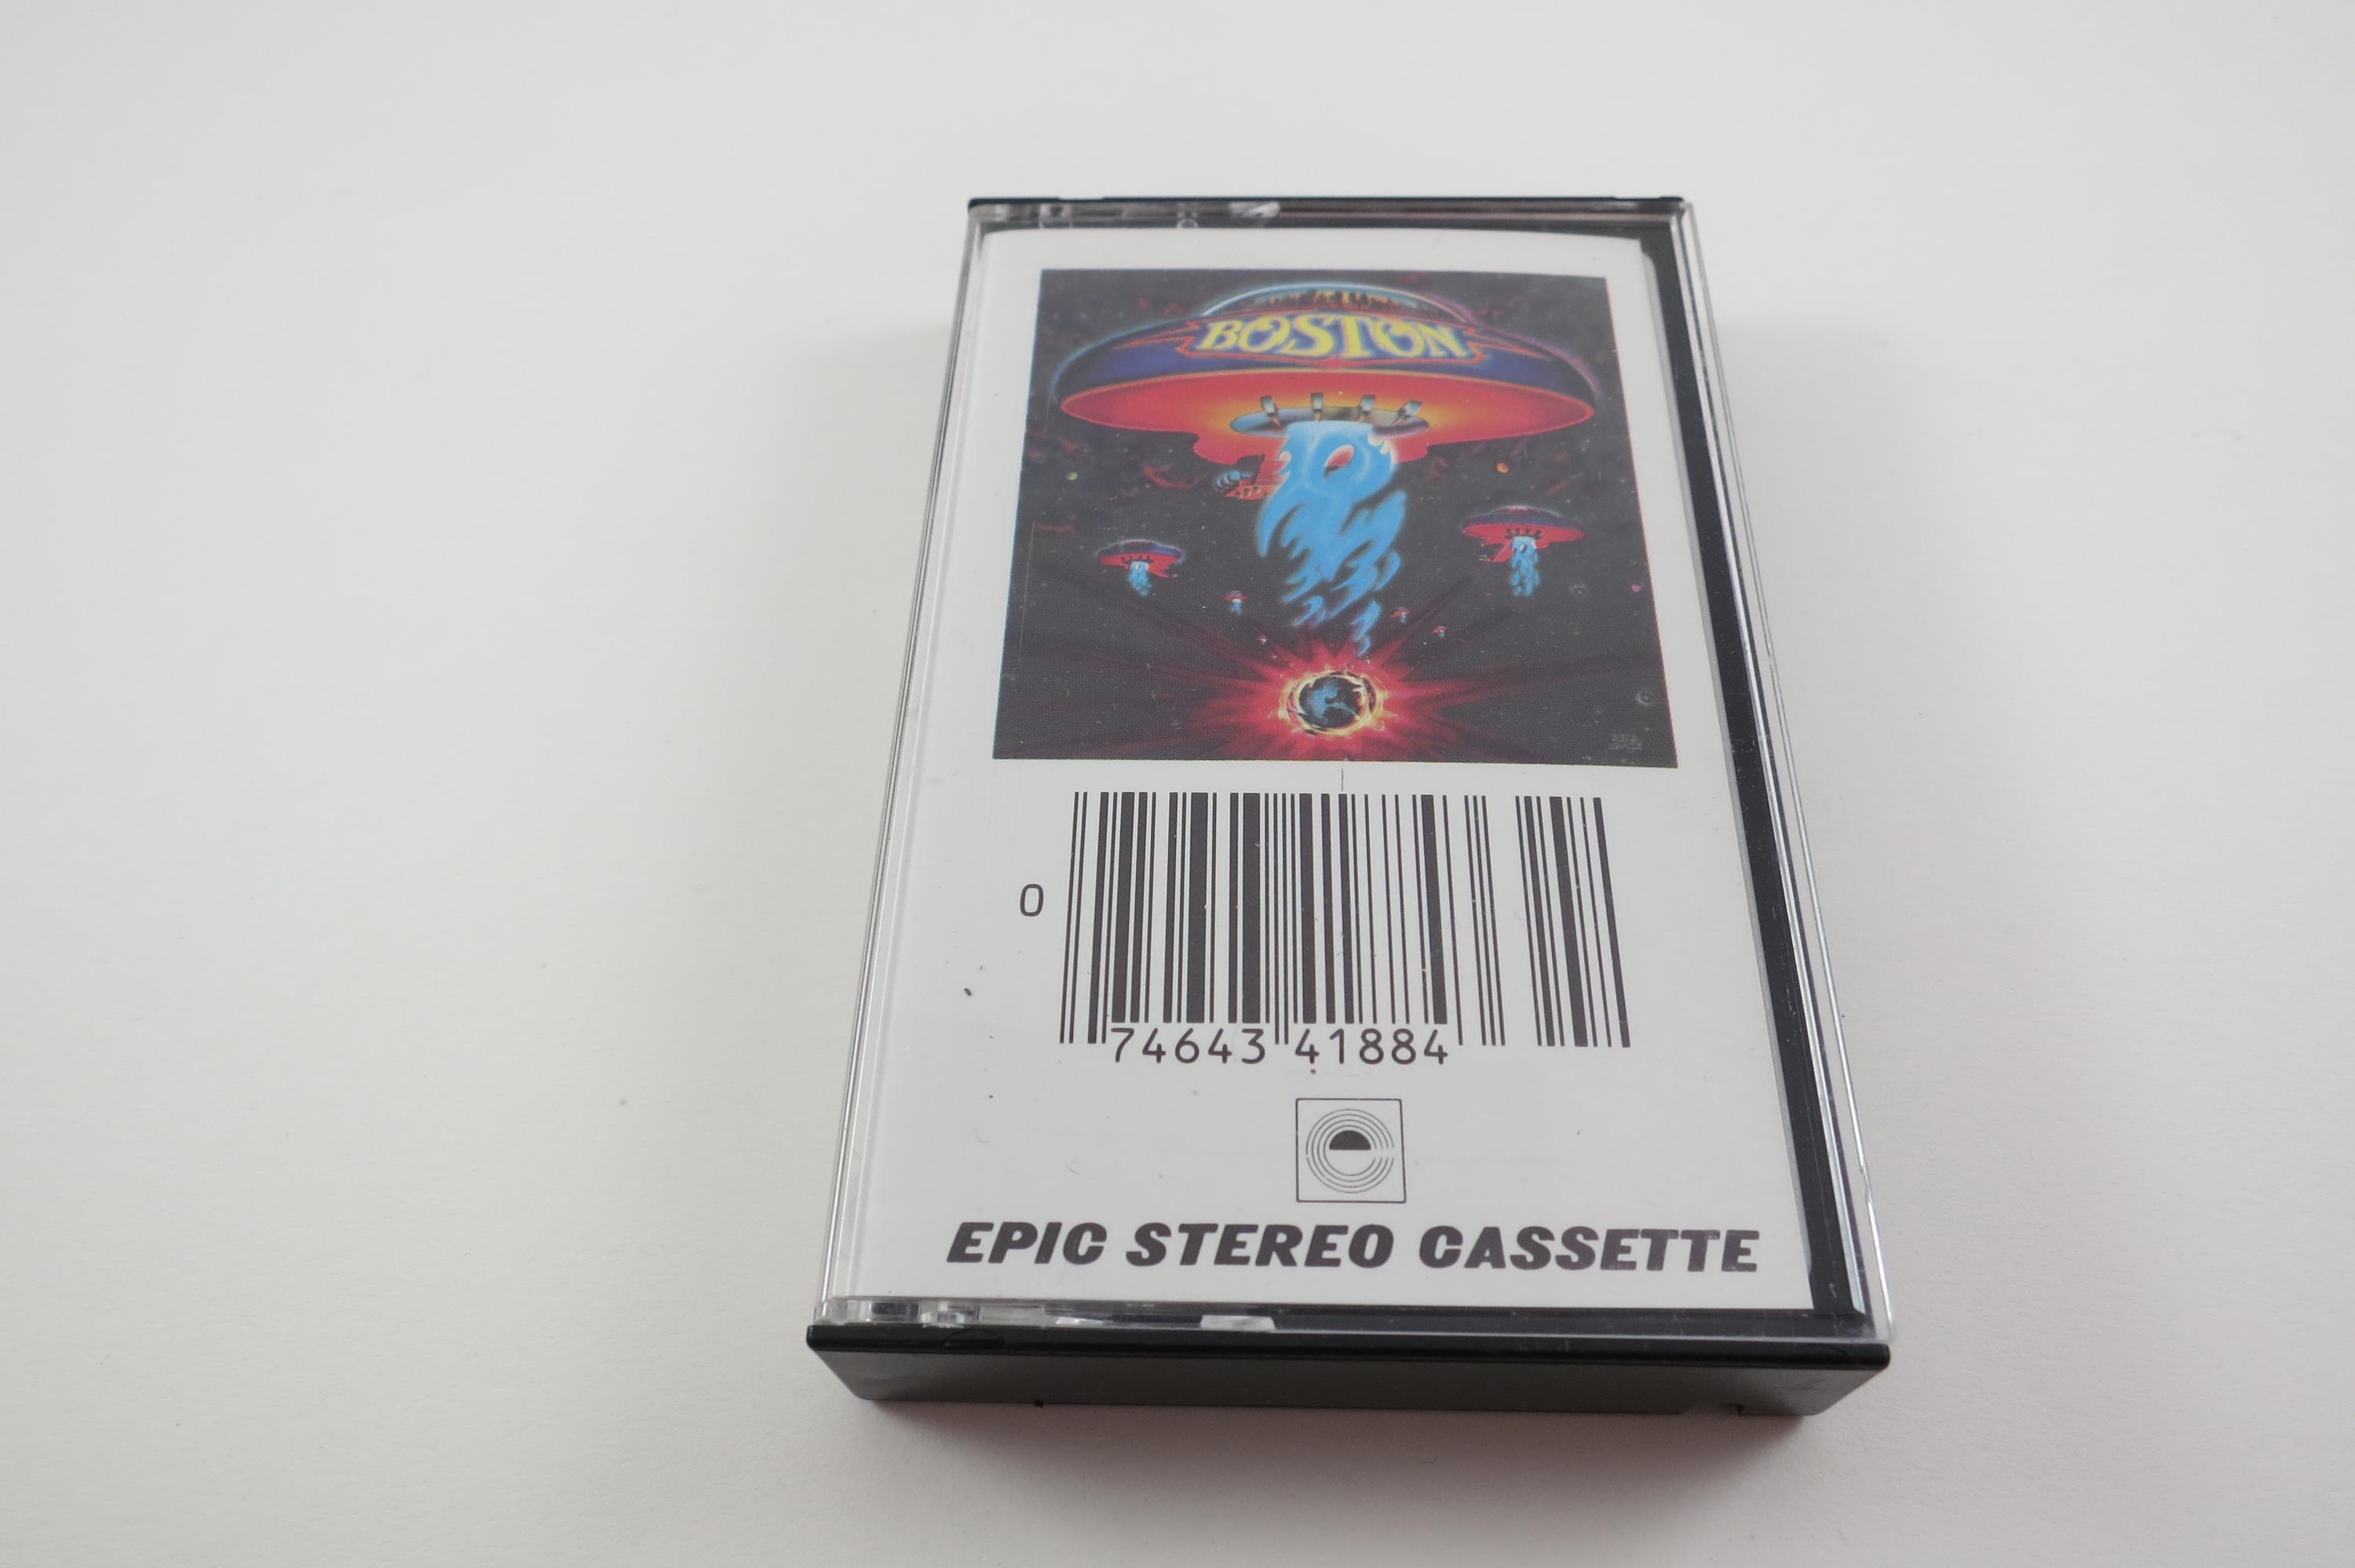 BOSTON
0
74643 41884
EPIC STEREO CASSETTE